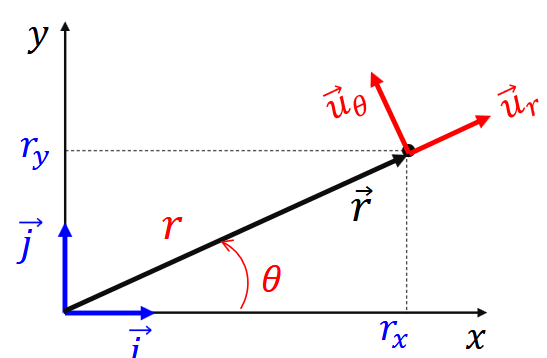 y
u⃗θ
u⃗r
ry
r⃗
r
j⃗
θ
i⃗
rx
x